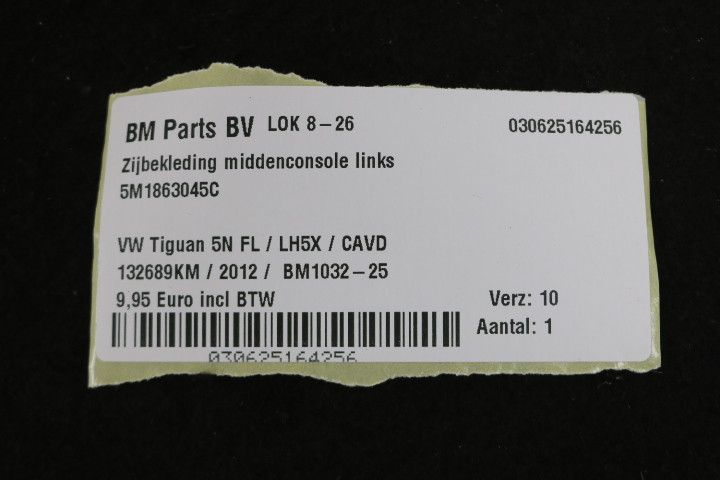 BM Parts BV LOK 8-26 030625164256
Zijbekleding middenconsole links
5M1863045C
VW Tiguan 5N FL / LH5X / CAVD
132689KM / 2012 / BM1032-25
9,95 Euro incl BTW Verz: 10
Aantal: 1
030625164256